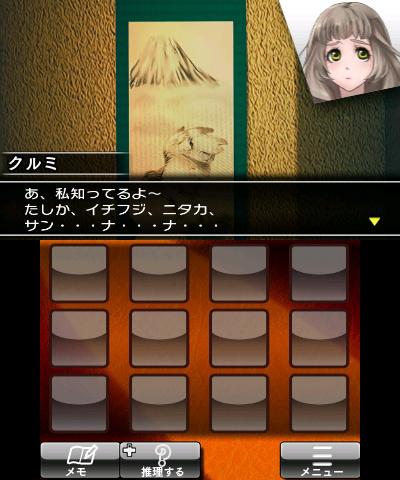 クルミ
あ、私知ってるよ～
たしか、イチフジ、ニタカ、
サン・・・ナ・・・ナ・・・
メモ
推理する
メニュー